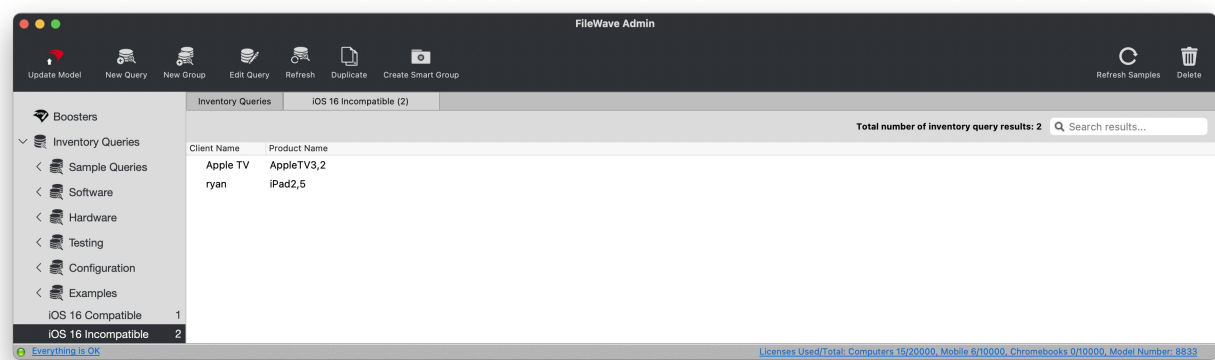 FileWave Admin
Update Model New Query New Group Edit Query Refresh Duplicate Create Smart Group Refresh Samples Delete
Inventory Queries iOS 16 Incompatible (2)
Boosters
Total number of inventory query results: 2 Search results...
Inventory Queries
Client Name Product Name
Sample Queries
Apple TV AppleTV3,2
ryan iPad2,5
Software
Hardware
Testing
Configuration
Examples
iOS 16 Compatible 1
iOS 16 Incompatible 2
Everything is OK Licenses Used/Total: Computers 15/20000, Mobile 6/10000, Chromebooks 0/10000, Model Number: 8833